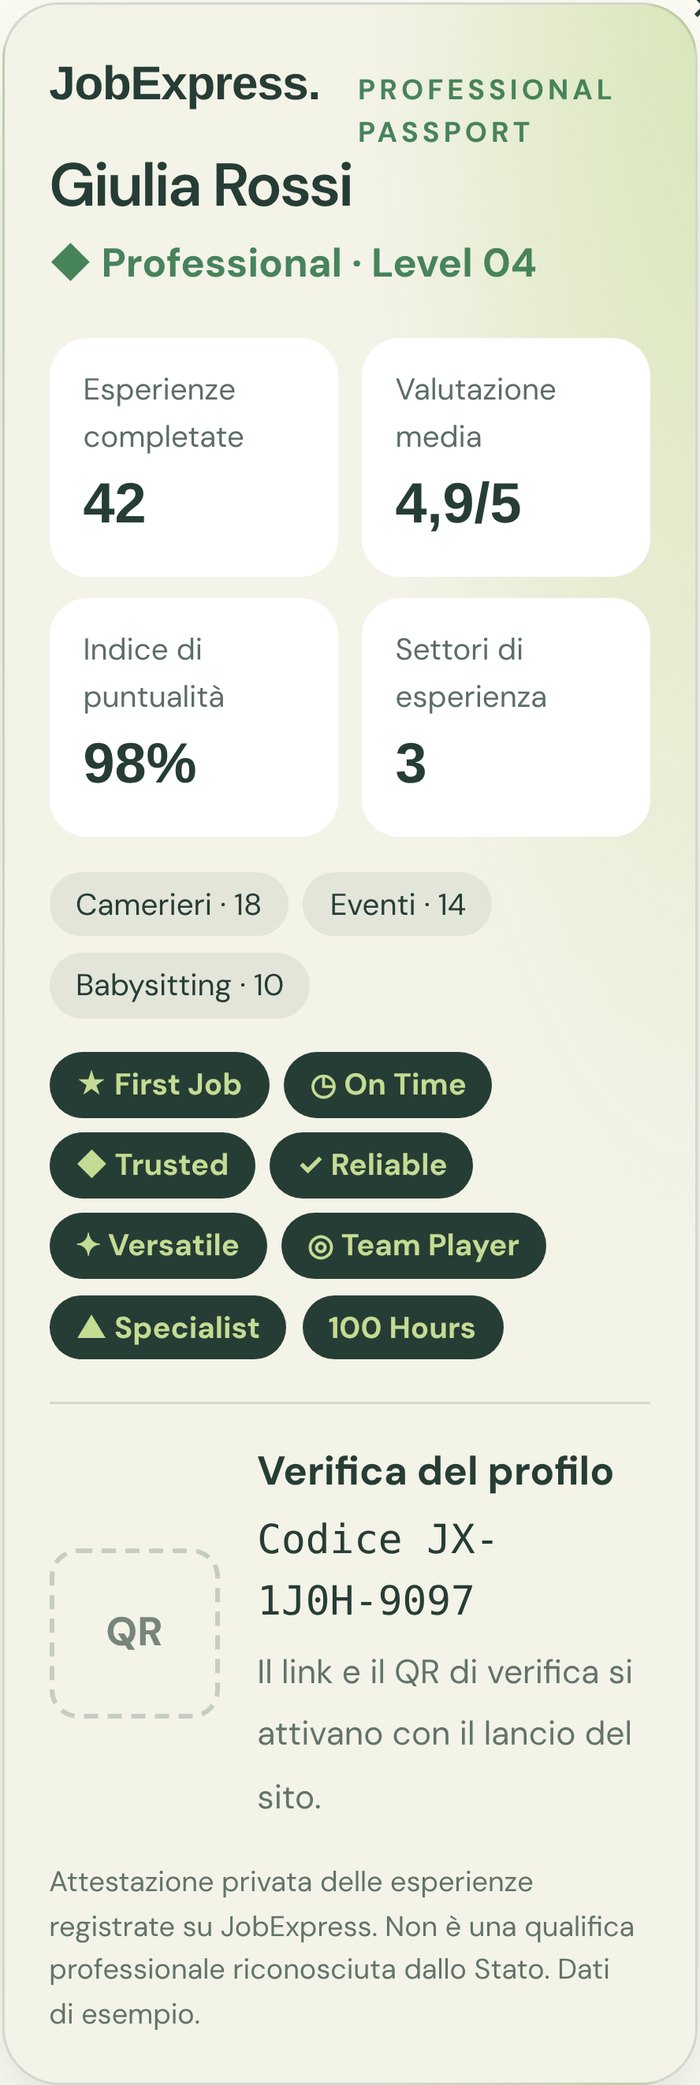 JobExpress.
PROFESSIONAL
PASSPORT
Giulia Rossi
◆ Professional · Level 04
Esperienze
completate
42
Valutazione
media
4,9/5
Indice di
puntualità
98%
Settori di
esperienza
3
Camerieri · 18
Eventi · 14
Babysitting · 10
★ First Job
◷ On Time
◆ Trusted
✓ Reliable
✦ Versatile
◎ Team Player
▲ Specialist
100 Hours
QR
Verifica del profilo
Codice JX-
1J0H-9097
Il link e il QR di verifica si
attivano con il lancio del
sito.
Attestazione privata delle esperienze
registrate su JobExpress. Non è una qualifica
professionale riconosciuta dallo Stato. Dati
di esempio.